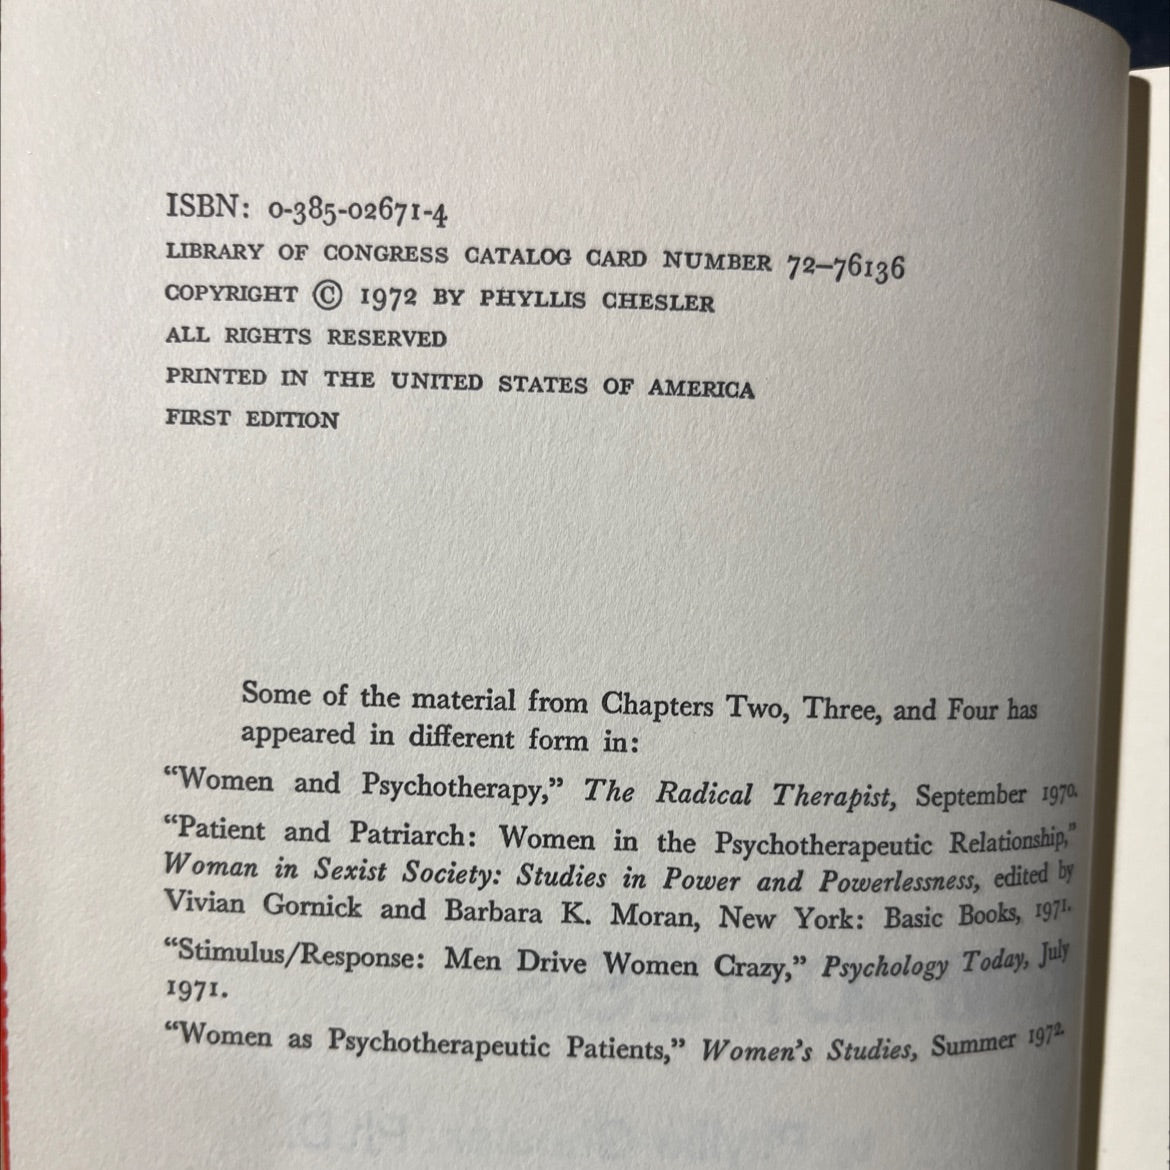 ISBN: 0-385-02671-4
LIBRARY OF CONGRESS CATALOG CARD NUMBER 72–76136
COPYRIGHT © 1972 BY PHYLLIS CHESLER
ALL RIGHTS RESERVED
PRINTED IN THE UNITED STATES OF AMERICA
FIRST EDITION
Some of the material from Chapters Two, Three, and Four has
appeared in different form in:
“Women and Psychotherapy,” The Radical Therapist, September 1970.
“Patient and Patriarch: Women in the Psychotherapeutic Relationship,”
Woman in Sexist Society: Studies in Power and Powerlessness, edited by
Vivian Gornick and Barbara K. Moran, New York: Basic Books, 1971.
“Stimulus/Response: Men Drive Women Crazy,” Psychology Today, July
1971.
“Women as Psychotherapeutic Patients,” Women's Studies, Summer 1972.